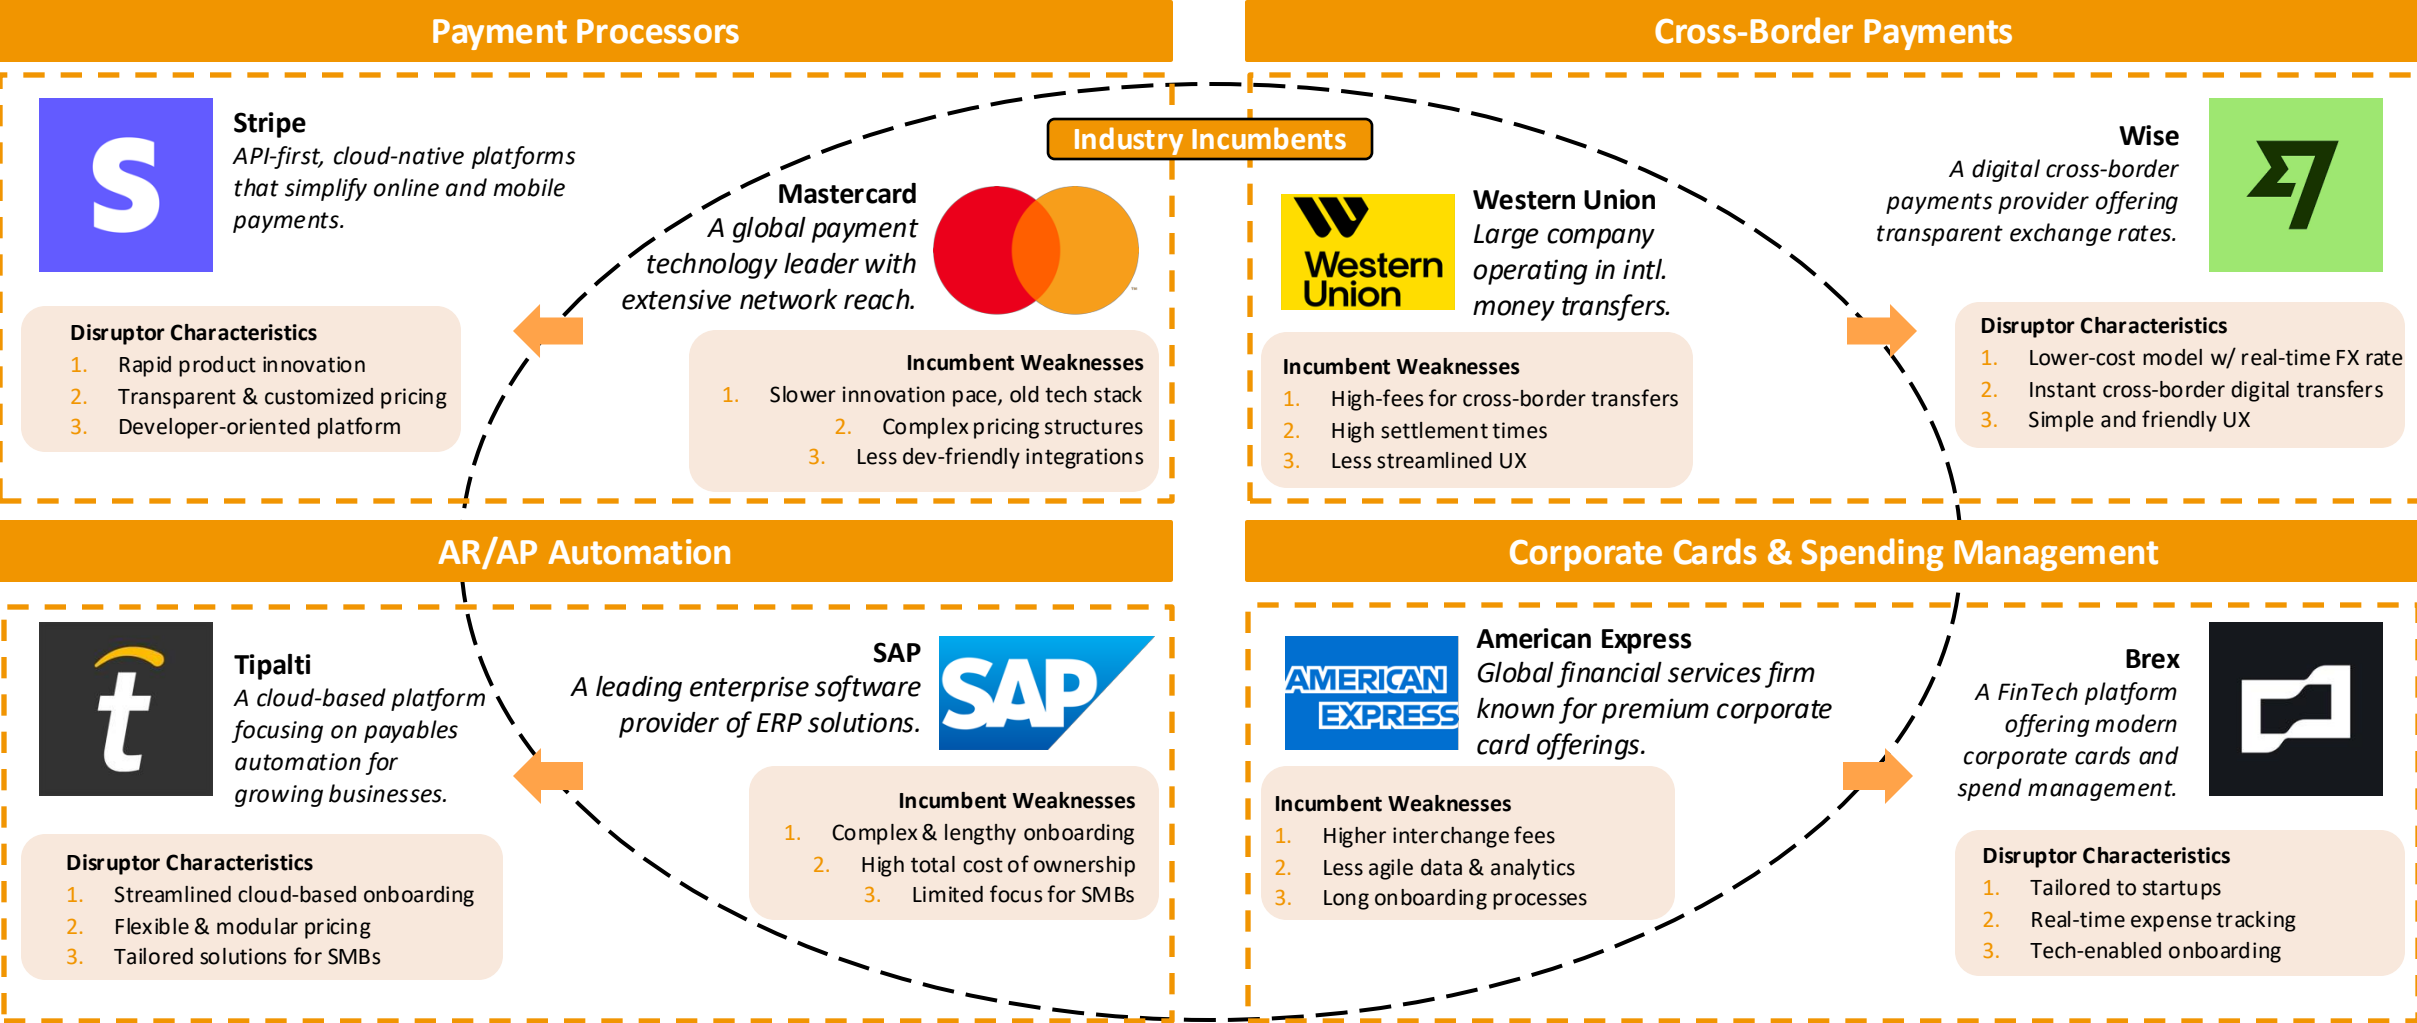 Payment Processors
Stripe
API-first, cloud-native platforms
that simplify online and mobile
payments.
Disruptor Characteristics
1. Rapid product innovation
2. Transparent & customized pricing
3. Developer-oriented platform
Industry Incumbents
Mastercard
A global payment
technology leader with
extensive network reach.
Incumbent Weaknesses
1. Slower innovation pace, old tech stack
2. Complex pricing structures
3. Less dev-friendly integrations
Cross-Border Payments
Western
Union
Western Union
Large company
operating in intl.
money transfers.
Incumbent Weaknesses
1. High-fees for cross-border transfers
2. High settlement times
3. Less streamlined UX
Wise
A digital cross-border
payments provider offering
transparent exchange rates.
Disruptor Characteristics
1. Lower-cost model w/ real-time FX rate
2. Instant cross-border digital transfers
3. Simple and friendly UX
AR/AP Automation
t
Tipalti
A cloud-based platform
focusing on payables
automation for
growing businesses.
Disruptor Characteristics
1. Streamlined cloud-based onboarding
2. Flexible & modular pricing
3. Tailored solutions for SMBs
SAP
A leading enterprise software
provider of ERP solutions.
SAP
Incumbent Weaknesses
1. Complex & lengthy onboarding
2. High total cost of ownership
3. Limited focus for SMBs
Corporate Cards & Spending Management
AMERICAN
EXPRESS
American Express
Global financial services firm
known for premium corporate
card offerings.
Incumbent Weaknesses
1. Higher interchange fees
2. Less agile data & analytics
3. Long onboarding processes
Brex
A FinTech platform
offering modern
corporate cards and
spend management.
Disruptor Characteristics
1. Tailored to startups
2. Real-time expense tracking
3. Tech-enabled onboarding
S